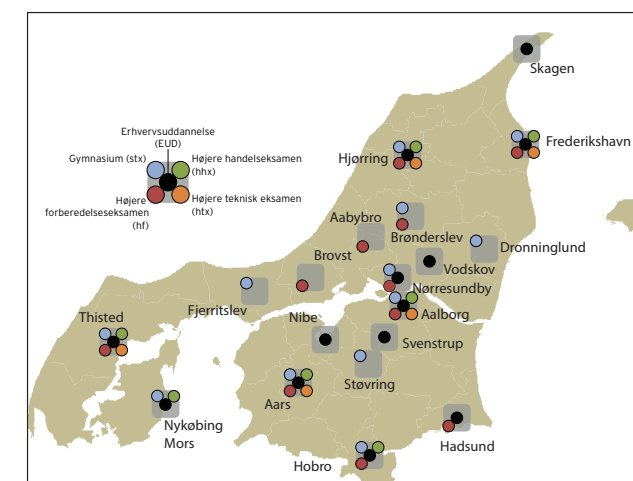 Skagen
Erhvervsuddannelse
(EUD)
Gymnasium (stx)
Højere handelseksamen
(hhx)
Højere
forberedelseseksamen
(hf)
Højere teknisk eksamen
(htx)
Frederikshavn
Hjørring
Aabybro
Brønderslev
Dronninglund
Brovst
Vodskov
Fjerritslev
Nørresundby
Thisted
Nibe
Aalborg
Svenstrup
Støvring
Aars
Nykøbing
Mors
Hadsund
Hobro